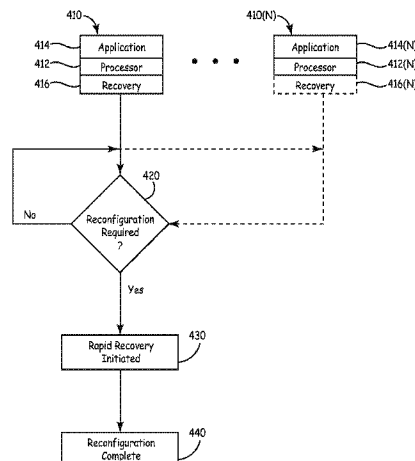 410
410(N)
414
Application
Application
414(N)
412
Processor
Processor
412(N)
416
Recovery
Recovery
416(N)
420
No
Reconfiguration
Required
?
Yes
430
Rapid Recovery
Initiated
440
Reconfiguration
Complete